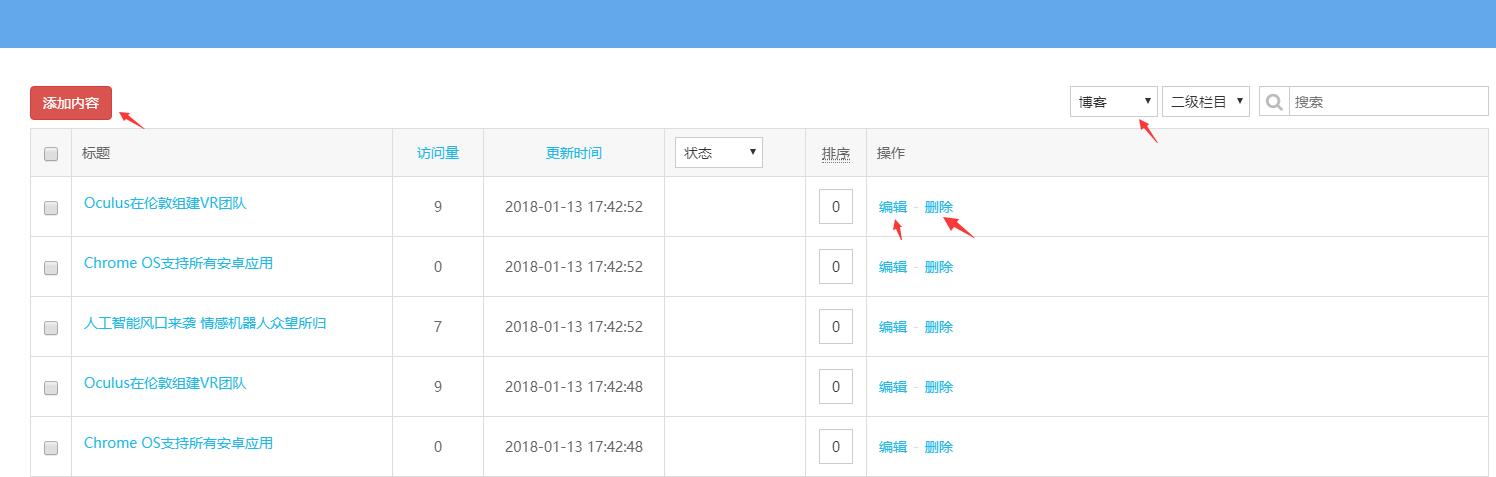 添加内容 博客 二级栏目 搜索
标题 访问量 更新时间 状态 排序 操作
Oculus在伦敦组建VR团队 9 2018-01-13 17:42:52 0 编辑 - 删除
Chrome OS支持所有安卓应用 0 2018-01-13 17:42:52 0 编辑 - 删除
人工智能风口来袭 情感机器人众望所归 7 2018-01-13 17:42:52 0 编辑 - 删除
Oculus在伦敦组建VR团队 9 2018-01-13 17:42:48 0 编辑 - 删除
Chrome OS支持所有安卓应用 0 2018-01-13 17:42:48 0 编辑 - 删除